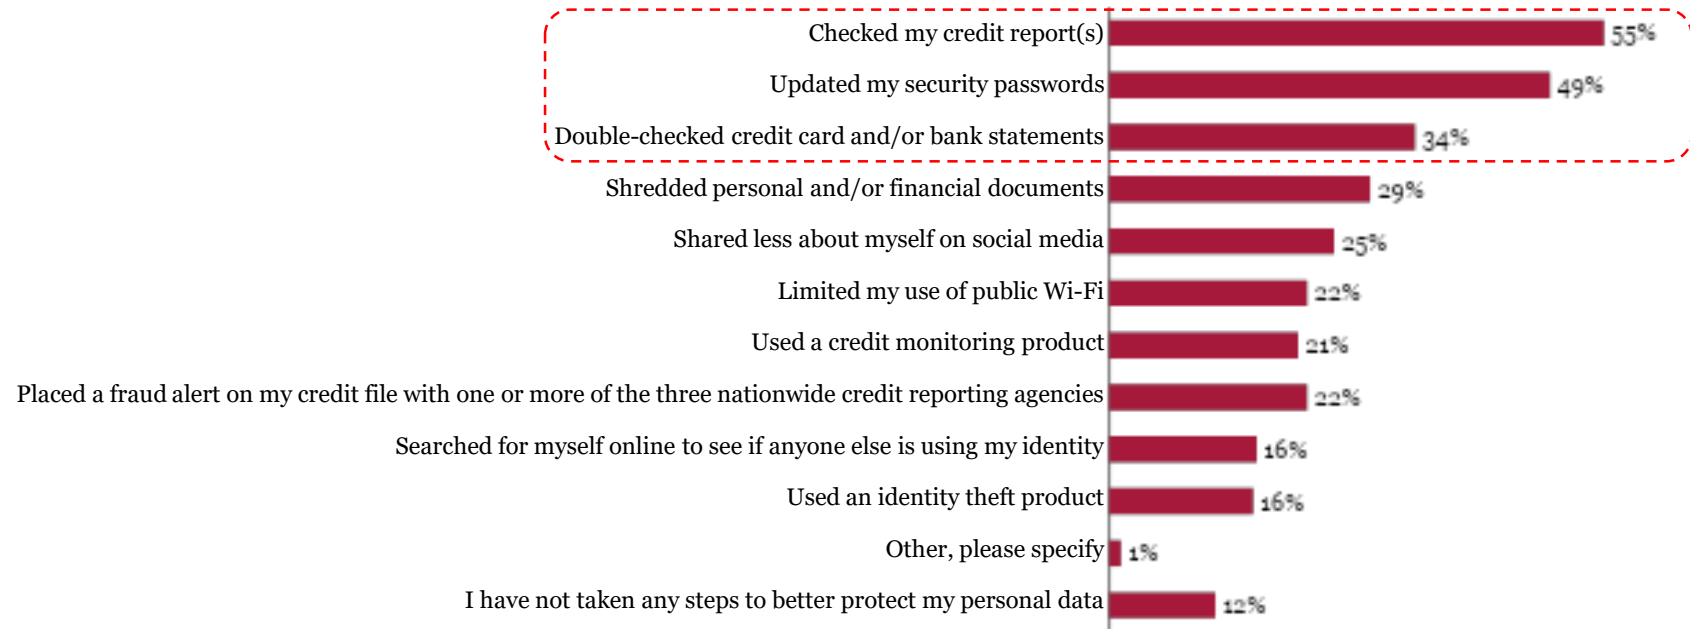 Checked my credit report(s) 55%
Updated my security passwords 49%
Double-checked credit card and/or bank statements 34%
Shredded personal and/or financial documents 29%
Shared less about myself on social media 25%
Limited my use of public Wi-Fi 22%
Used a credit monitoring product 21%
Placed a fraud alert on my credit file with one or more of the three nationwide credit reporting agencies 22%
Searched for myself online to see if anyone else is using my identity 16%
Used an identity theft product 16%
Other, please specify 1%
I have not taken any steps to better protect my personal data 12%